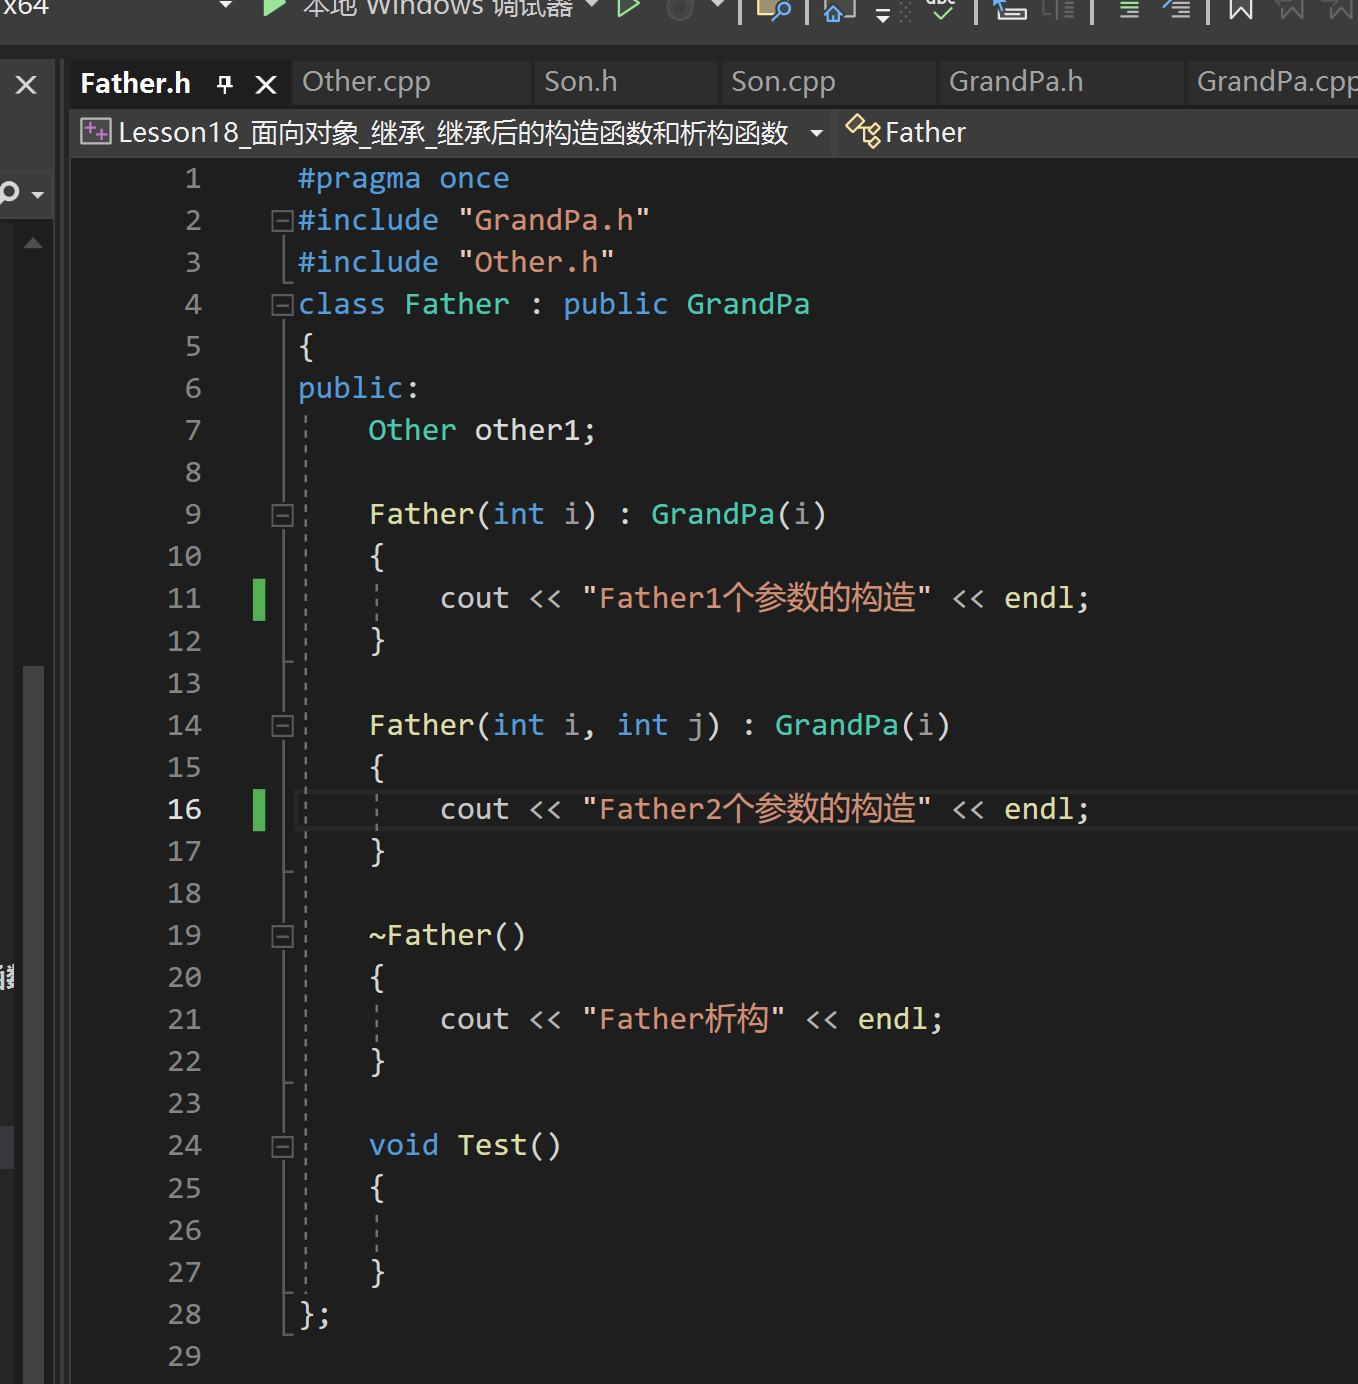 x64 本地 Windows 调试器
Father.h Other.cpp Son.h Son.cpp GrandPa.h GrandPa.cpp
Lesson18_面向对象_继承_继承后的构造函数和析构函数 Father
1 #pragma once
2 #include "GrandPa.h"
3 #include "Other.h"
4 class Father : public GrandPa
5 {
6 public:
7 Other other1;
8
9 Father(int i) : GrandPa(i)
10 {
11 cout << "Father1个参数的构造" << endl;
12 }
13
14 Father(int i, int j) : GrandPa(i)
15 {
16 cout << "Father2个参数的构造" << endl;
17 }
18
19 ~Father()
20 {
21 cout << "Father析构" << endl;
22 }
23
24 void Test()
25 {
26
27 }
28 };
29